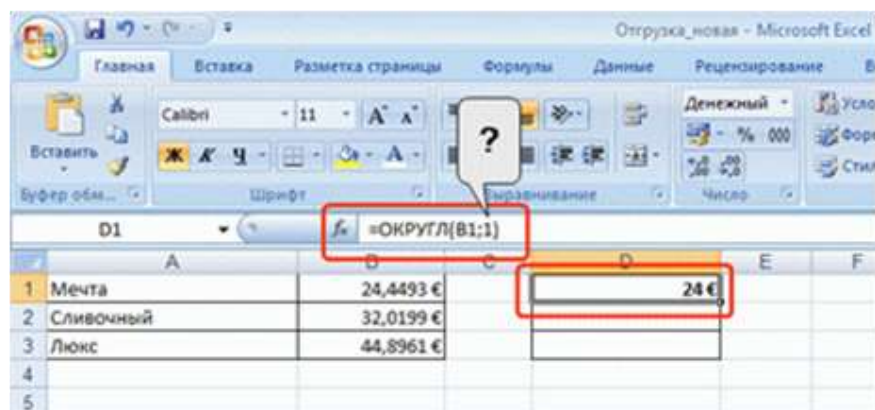 Отгрузка_новая - Microsoft Excel
Главная Вставка Разметка страницы Формулы Данные Рецензирование
Вставить
Calibri 11 A A
Ж К Ч А
?
Денежный
% 000
Буфер обм... Шрифт Выравнивание Число
D1 fx =ОКРУГЛ(B1;1)
A B C D E F
1 Мечта 24,4493 € 24 €
2 Сливочный 32,0199 €
3 Люкс 44,8961 €
4
5